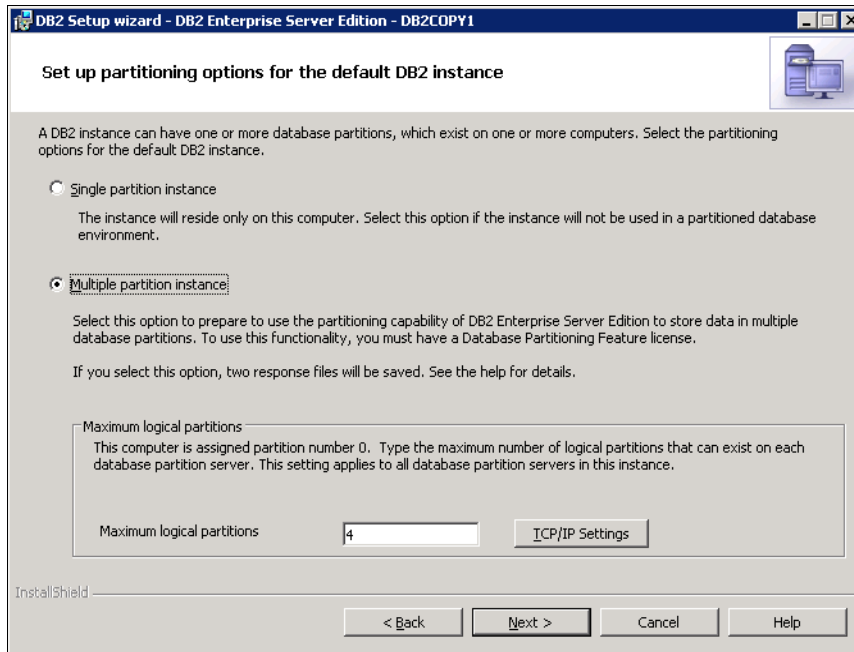 DB2 Setup wizard - DB2 Enterprise Server Edition - DB2COPY1
Set up partitioning options for the default DB2 instance
A DB2 instance can have one or more database partitions, which exist on one or more computers. Select the partitioning
options for the default DB2 instance.
Single partition instance
The instance will reside only on this computer. Select this option if the instance will not be used in a partitioned database
environment.
Multiple partition instance
Select this option to prepare to use the partitioning capability of DB2 Enterprise Server Edition to store data in multiple
database partitions. To use this functionality, you must have a Database Partitioning Feature license.
If you select this option, two response files will be saved. See the help for details.
Maximum logical partitions
This computer is assigned partition number 0. Type the maximum number of logical partitions that can exist on each
database partition server. This setting applies to all database partition servers in this instance.
Maximum logical partitions 4 TCP/IP Settings
InstallShield
< Back Next > Cancel Help